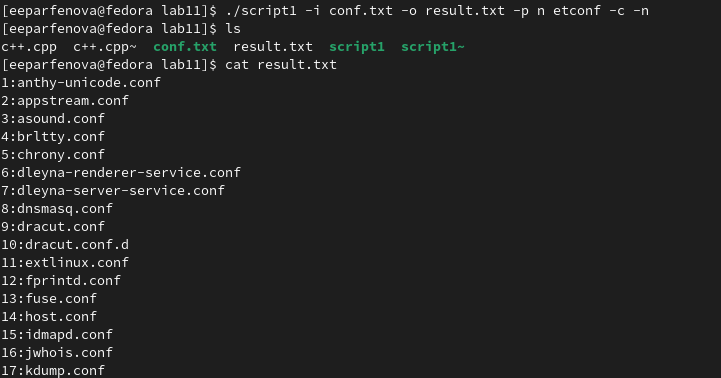 [eeparfenova@fedora lab11]$ ./script1 -i conf.txt -o result.txt -p n etconf -c -n
[eeparfenova@fedora lab11]$ ls
c++.cpp c++.cpp~ conf.txt result.txt script1 script1~
[eeparfenova@fedora lab11]$ cat result.txt
1:anthy-unicode.conf
2:appstream.conf
3:asound.conf
4:brltty.conf
5:chrony.conf
6:dleyna-renderer-service.conf
7:dleyna-server-service.conf
8:dnsmasq.conf
9:dracut.conf
10:dracut.conf.d
11:extlinux.conf
12:fprintd.conf
13:fuse.conf
14:host.conf
15:idmapd.conf
16:jwhois.conf
17:kdump.conf